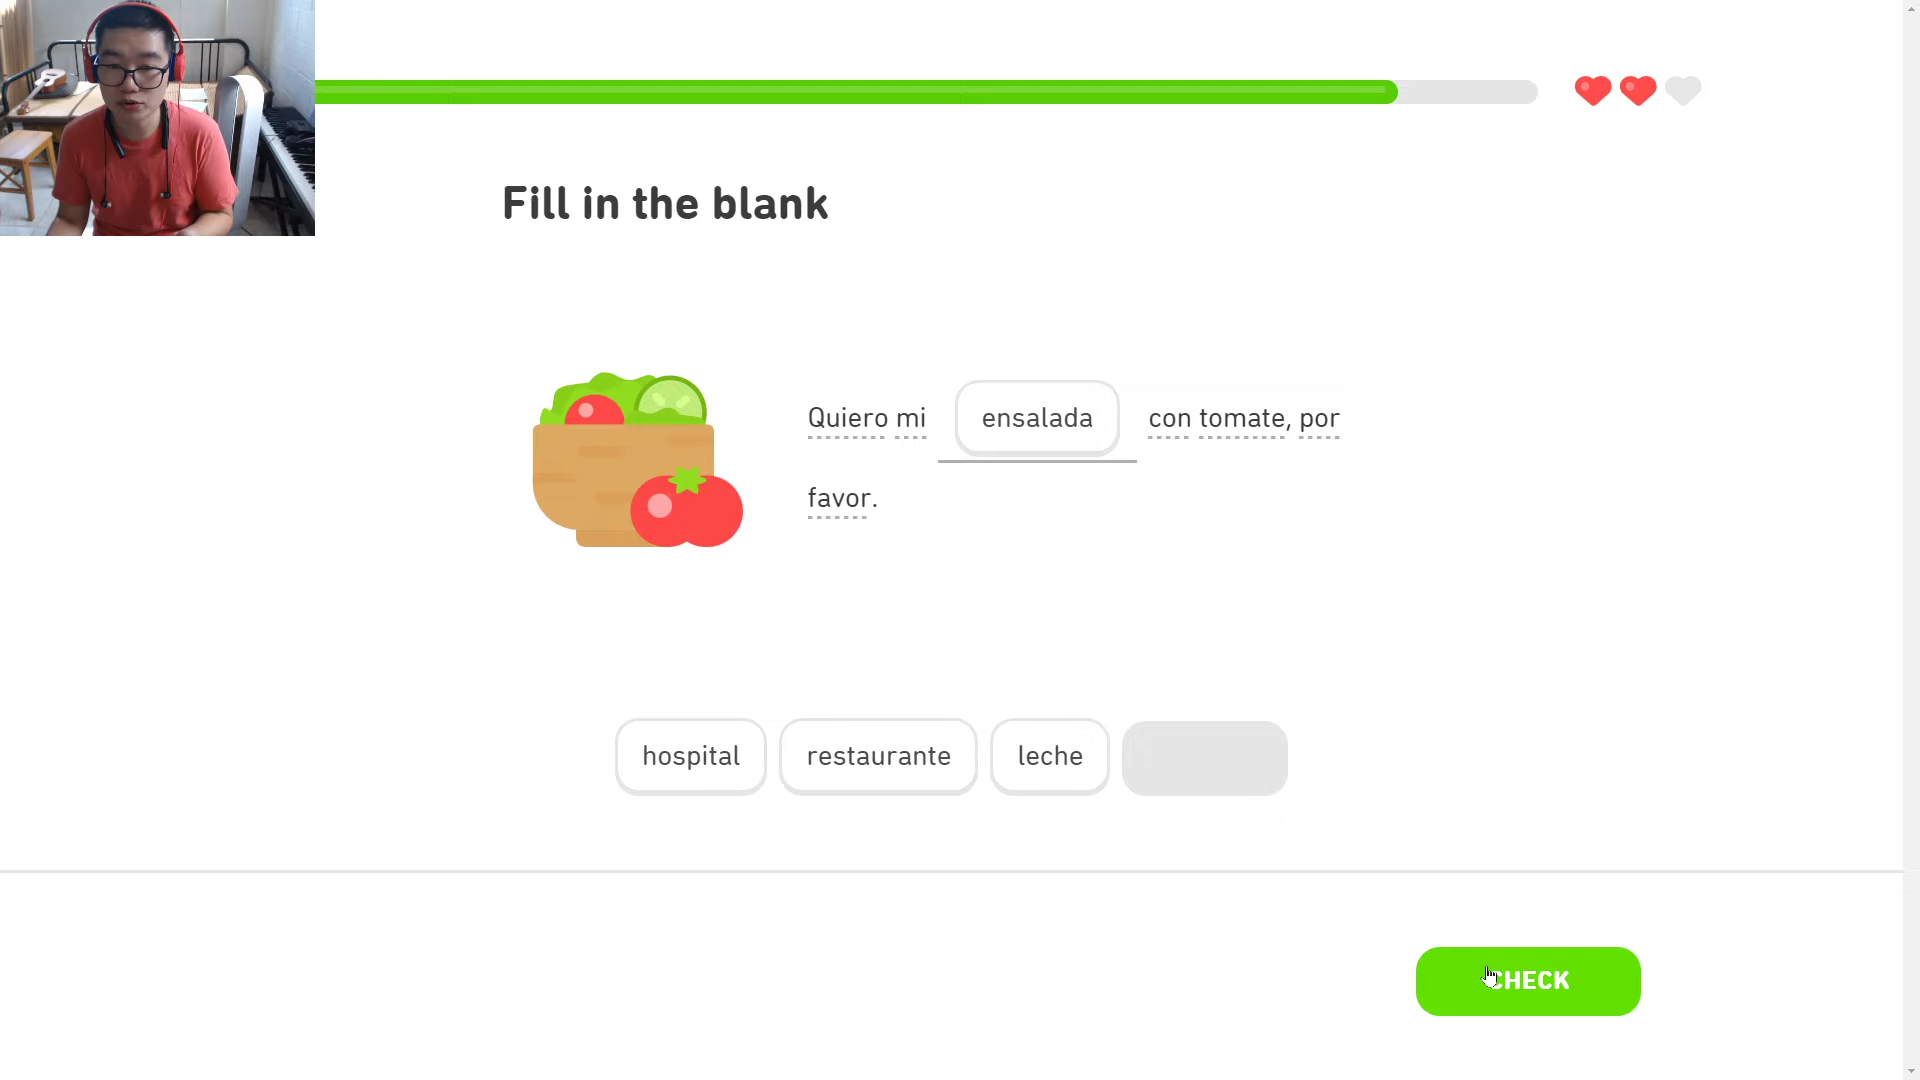 Fill in the blank
Quiero mi ensalada con tomate, por
favor.
hospital restaurante leche
CHECK